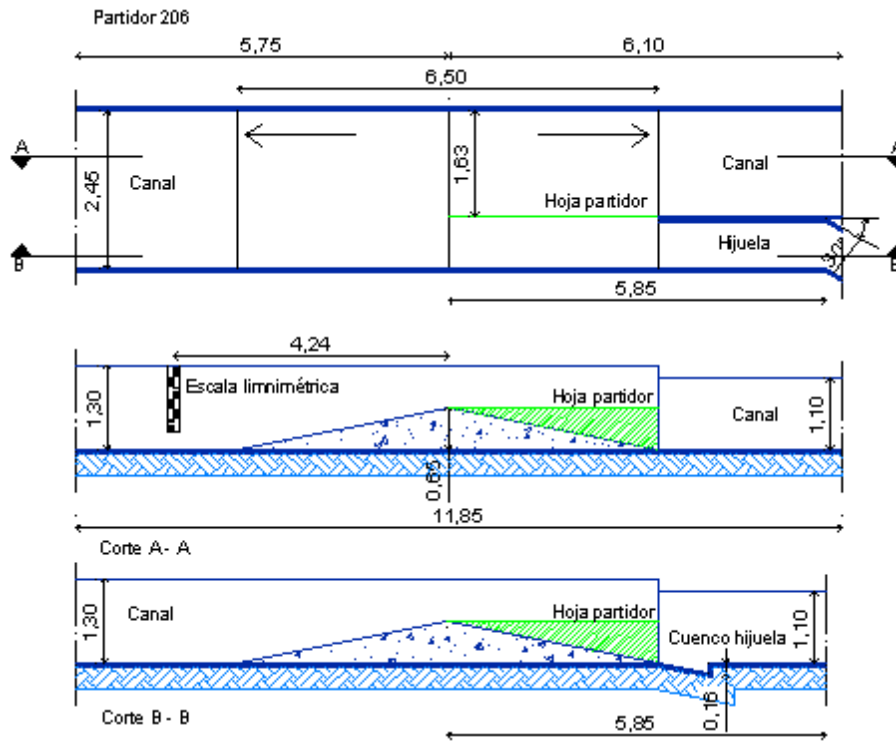 Partidor 206
5,75
6,10
6,50
A
A
Canal
2,45
1,63
Canal
Hoja partidor
Hijuela
B
5,85
4,24
1,30
Escala limnimétrica
Hoja partidor
Canal
1,10
0,65
11,85
Corte A - A
1,30
Canal
Hoja partidor
Cuenco hijuela
1,10
0,16
Corte B - B
5,85